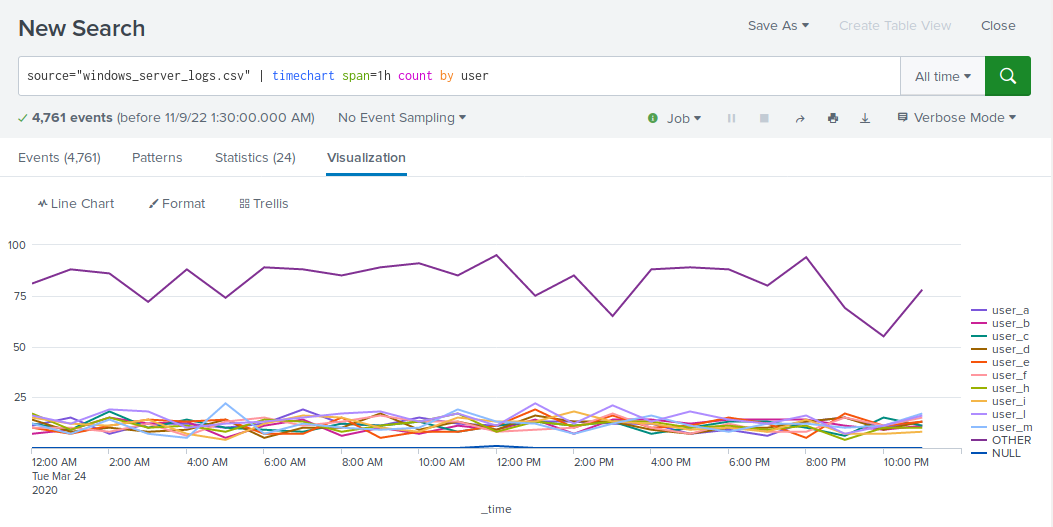 New Search
Save As ▾ Create Table View Close
source="windows_server_logs.csv" | timechart span=1h count by user
All time ▾
✓ 4,761 events (before 11/9/22 1:30:00.000 AM) No Event Sampling ▾
Job ▾ Verbose Mode ▾
Events (4,761) Patterns Statistics (24) Visualization
Line Chart Format Trellis
100
75
50
25
12:00 AM 2:00 AM 4:00 AM 6:00 AM 8:00 AM 10:00 AM 12:00 PM 2:00 PM 4:00 PM 6:00 PM 8:00 PM 10:00 PM
Tue Mar 24
2020
_time
user_a
user_b
user_c
user_d
user_e
user_f
user_h
user_i
user_l
user_m
OTHER
NULL